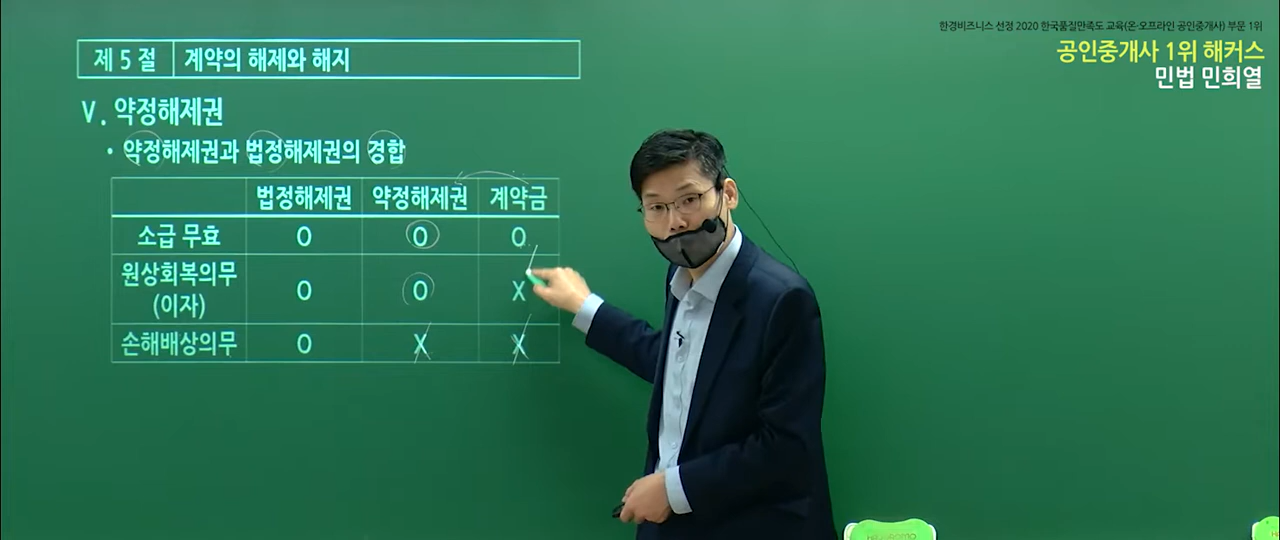 한경비즈니스 선정 2020 한국품질만족도 교육(온·오프라인 공인중개사) 부문 1위
공인중개사 1위 해커스
민법 민희열
제 5 절 계약의 해제와 해지
Ⅴ. 약정해제권
• 약정해제권과 법정해제권의 경합
법정해제권 약정해제권 계약금
소급 무효 O O O
원상회복의무
(이자) O O X
손해배상의무 O X X